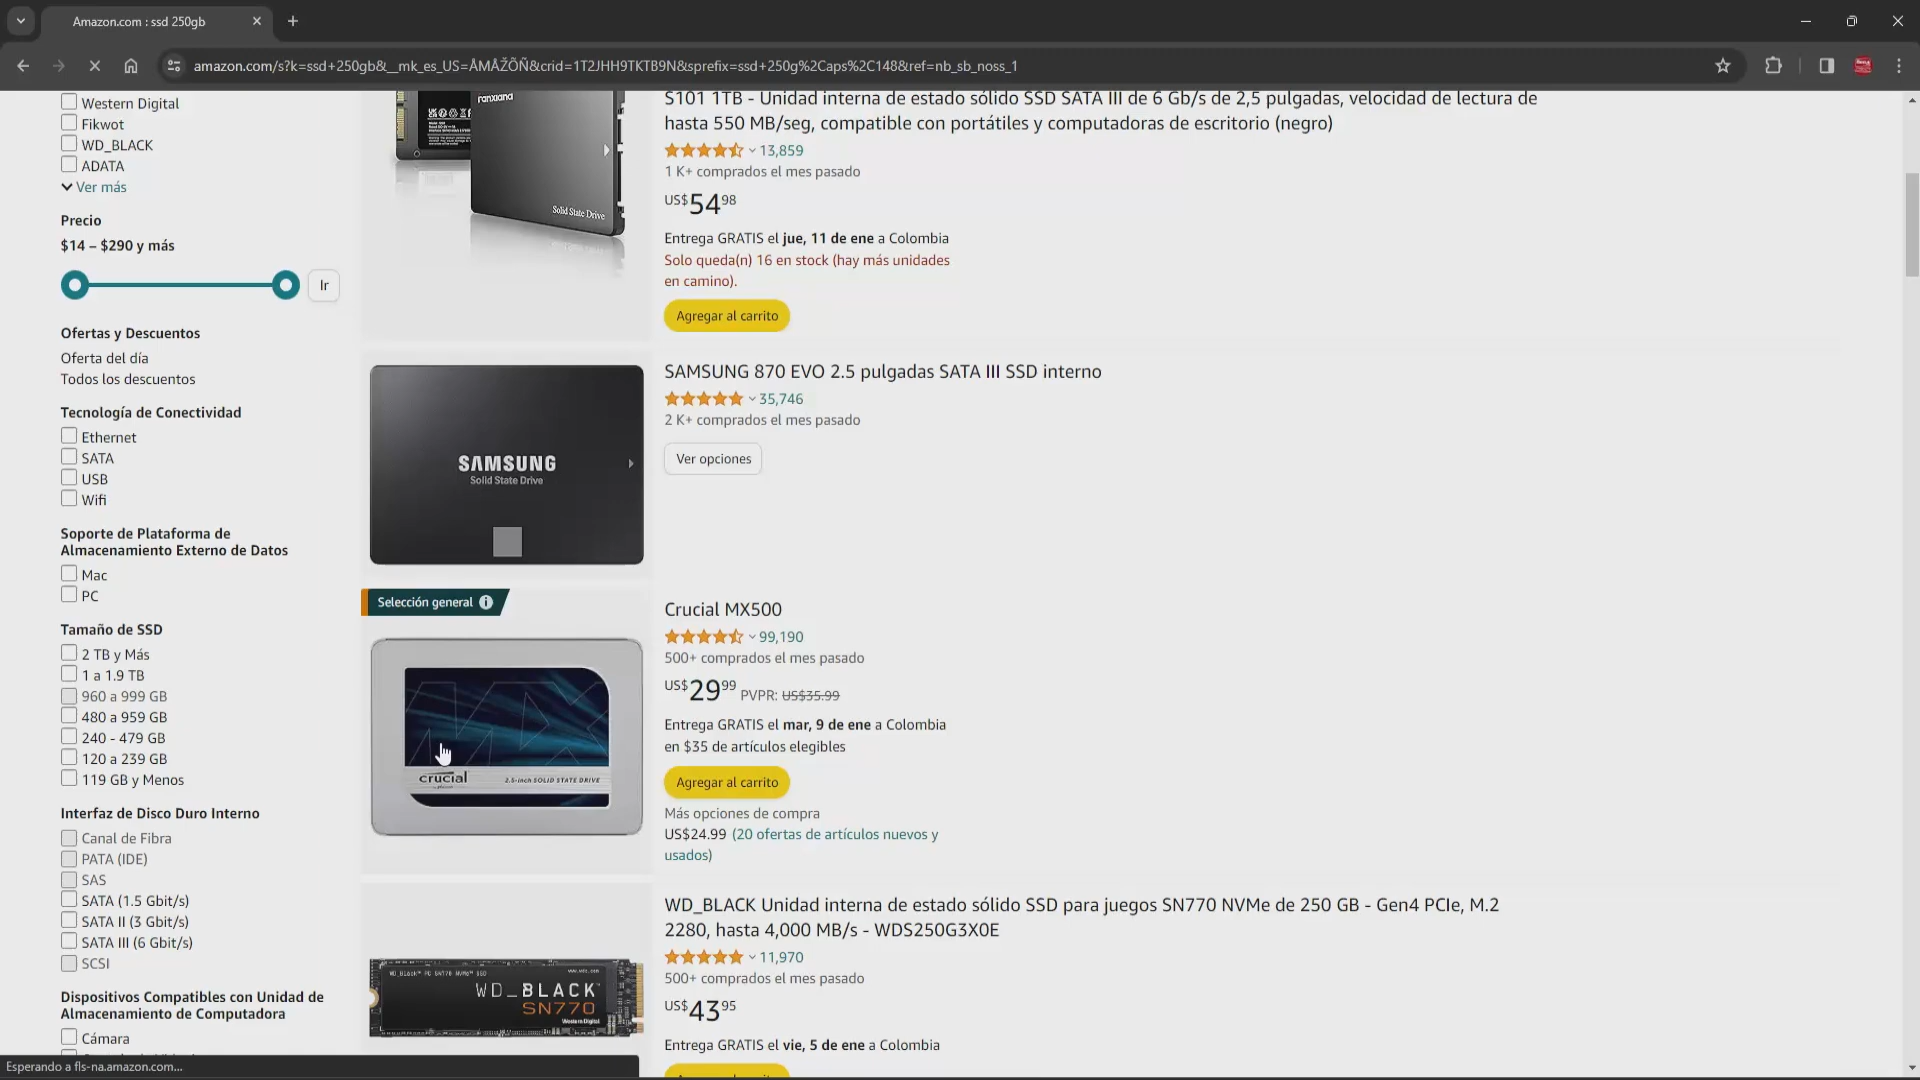 Amazon.com : ssd 250gb
amazon.com/s?k=ssd+250gb&__mk_es_US=ÅMÅŽÕÑ&crid=1T2JHH9TKTB9N&sprefix=ssd+250g%2Caps%2C148&ref=nb_sb_noss_1
Western Digital
Fikwot
WD_BLACK
ADATA
Ver más
Precio
$14 – $290 y más
Ir
Ofertas y Descuentos
Oferta del día
Todos los descuentos
Tecnología de Conectividad
Ethernet
SATA
USB
Wifi
Soporte de Plataforma de
Almacenamiento Externo de Datos
Mac
PC
Tamaño de SSD
2 TB y Más
1 a 1.9 TB
960 a 999 GB
480 a 959 GB
240 - 479 GB
120 a 239 GB
119 GB y Menos
Interfaz de Disco Duro Interno
Canal de Fibra
PATA (IDE)
SAS
SATA (1.5 Gbit/s)
SATA II (3 Gbit/s)
SATA III (6 Gbit/s)
SCSI
Dispositivos Compatibles con Unidad de
Almacenamiento de Computadora
Cámara
ranxiana
Solid State Drive
S101 1TB - Unidad interna de estado sólido SSD SATA III de 6 Gb/s de 2,5 pulgadas, velocidad de lectura de
hasta 550 MB/seg, compatible con portátiles y computadoras de escritorio (negro)
13,859
1 K+ comprados el mes pasado
US$54 98
Entrega GRATIS el jue, 11 de ene a Colombia
Solo queda(n) 16 en stock (hay más unidades
en camino).
Agregar al carrito
SAMSUNG
Solid State Drive
SAMSUNG 870 EVO 2.5 pulgadas SATA III SSD interno
35,746
2 K+ comprados el mes pasado
Ver opciones
Selección general
crucial
2.5-inch SOLID STATE DRIVE
Crucial MX500
99,190
500+ comprados el mes pasado
US$29 99 PVPR: US$35.99
Entrega GRATIS el mar, 9 de ene a Colombia
en $35 de artículos elegibles
Agregar al carrito
Más opciones de compra
US$24.99 (20 ofertas de artículos nuevos y
usados)
WD_BLACK
SN770
Western Digital
WD_BLACK Unidad interna de estado sólido SSD para juegos SN770 NVMe de 250 GB - Gen4 PCIe, M.2
2280, hasta 4,000 MB/s - WDS250G3X0E
11,970
500+ comprados el mes pasado
US$43 95
Entrega GRATIS el vie, 5 de ene a Colombia
Esperando a fls-na.amazon.com...